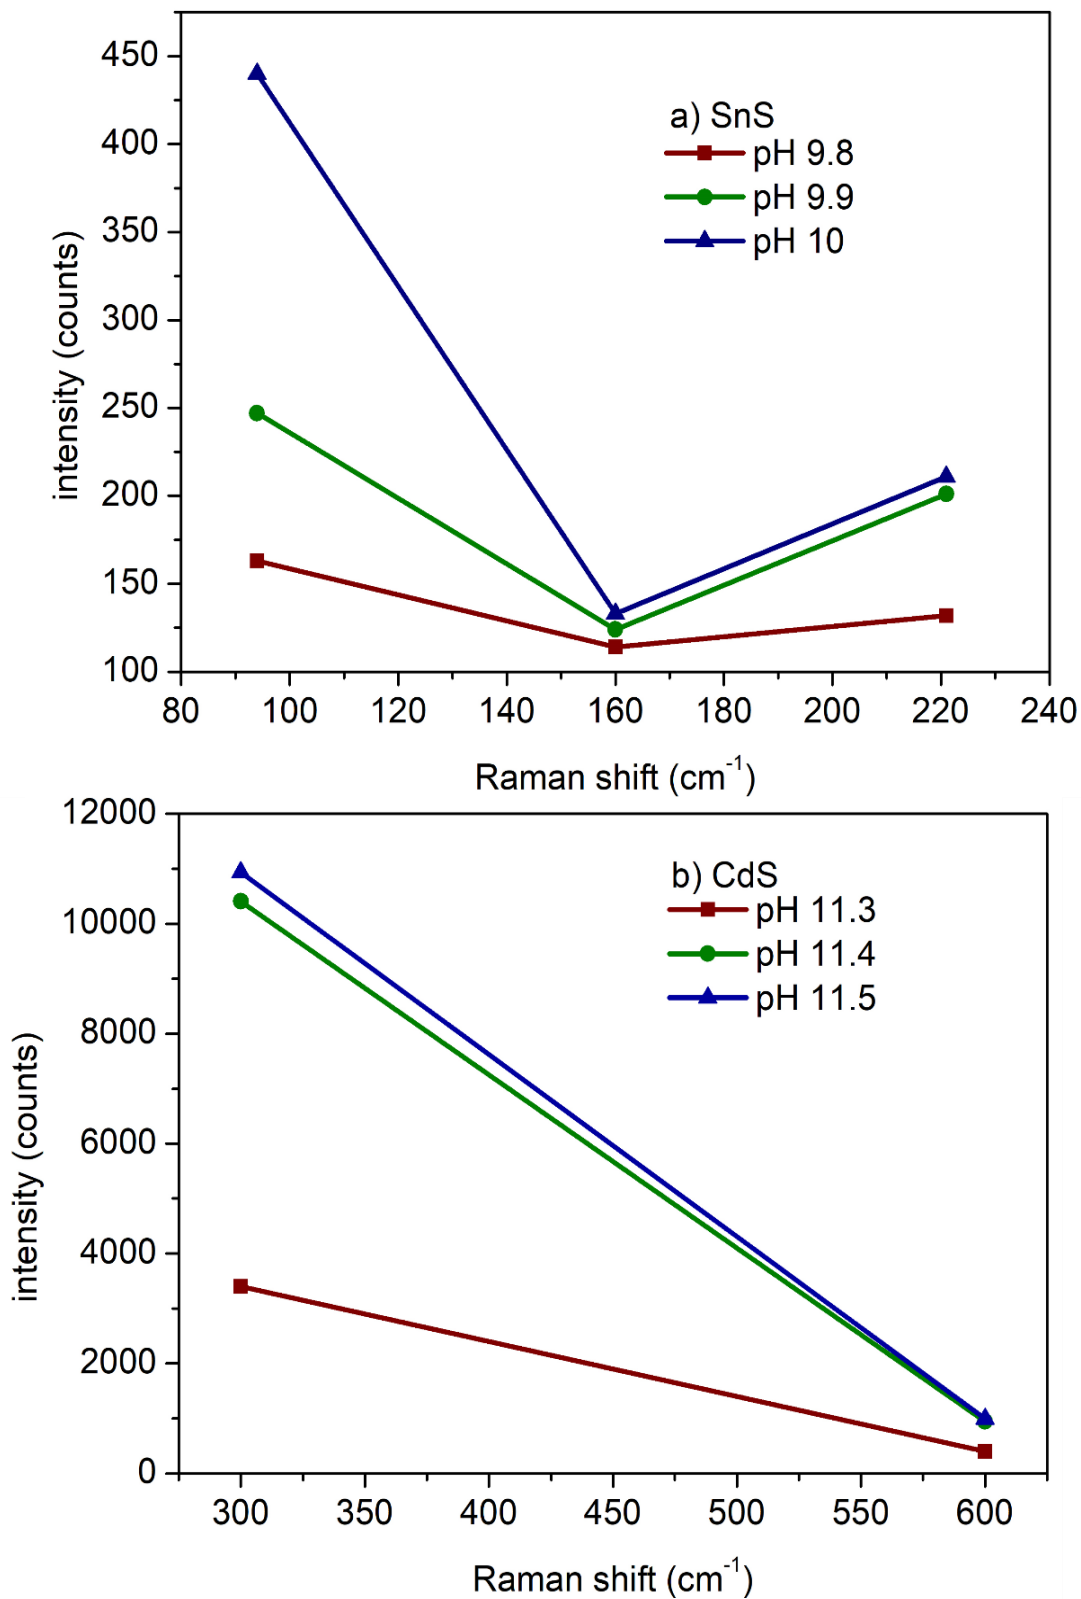 450
400
350
300
250
200
150
100
intensity (counts)
a) SnS
pH 9.8
pH 9.9
pH 10
80 100 120 140 160 180 200 220 240
Raman shift (cm⁻¹)
12000
10000
8000
6000
4000
2000
0
intensity (counts)
b) CdS
pH 11.3
pH 11.4
pH 11.5
300 350 400 450 500 550 600
Raman shift (cm⁻¹)